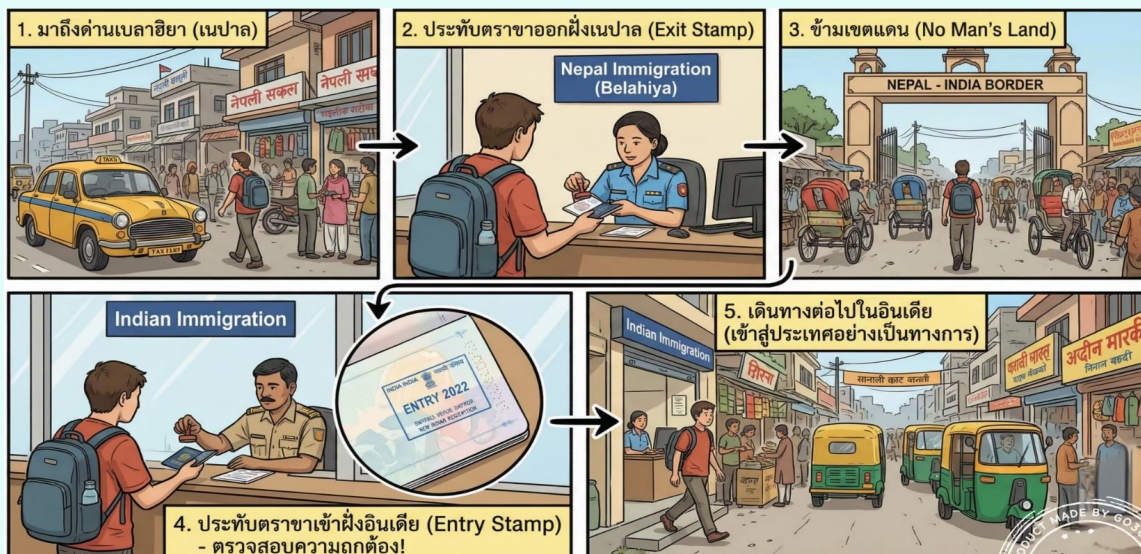 1. มาถึงด่านเบลาฮิยา (เนปาล)
TAXI
2. ประทับตราขาออกฝั่งเนปาล (Exit Stamp)
Nepal Immigration
(Belahiya)
3. ข้ามเขตแดน (No Man's Land)
NEPAL - INDIA BORDER
Indian Immigration
ENTRY 2022
4. ประทับตราขาเข้าฝั่งอินเดีย (Entry Stamp)
- ตรวจสอบความถูกต้อง!
Indian Immigration
5. เดินทางต่อไปในอินเดีย
(เข้าสู่ประเทศอย่างเป็นทางการ)
MADE BY